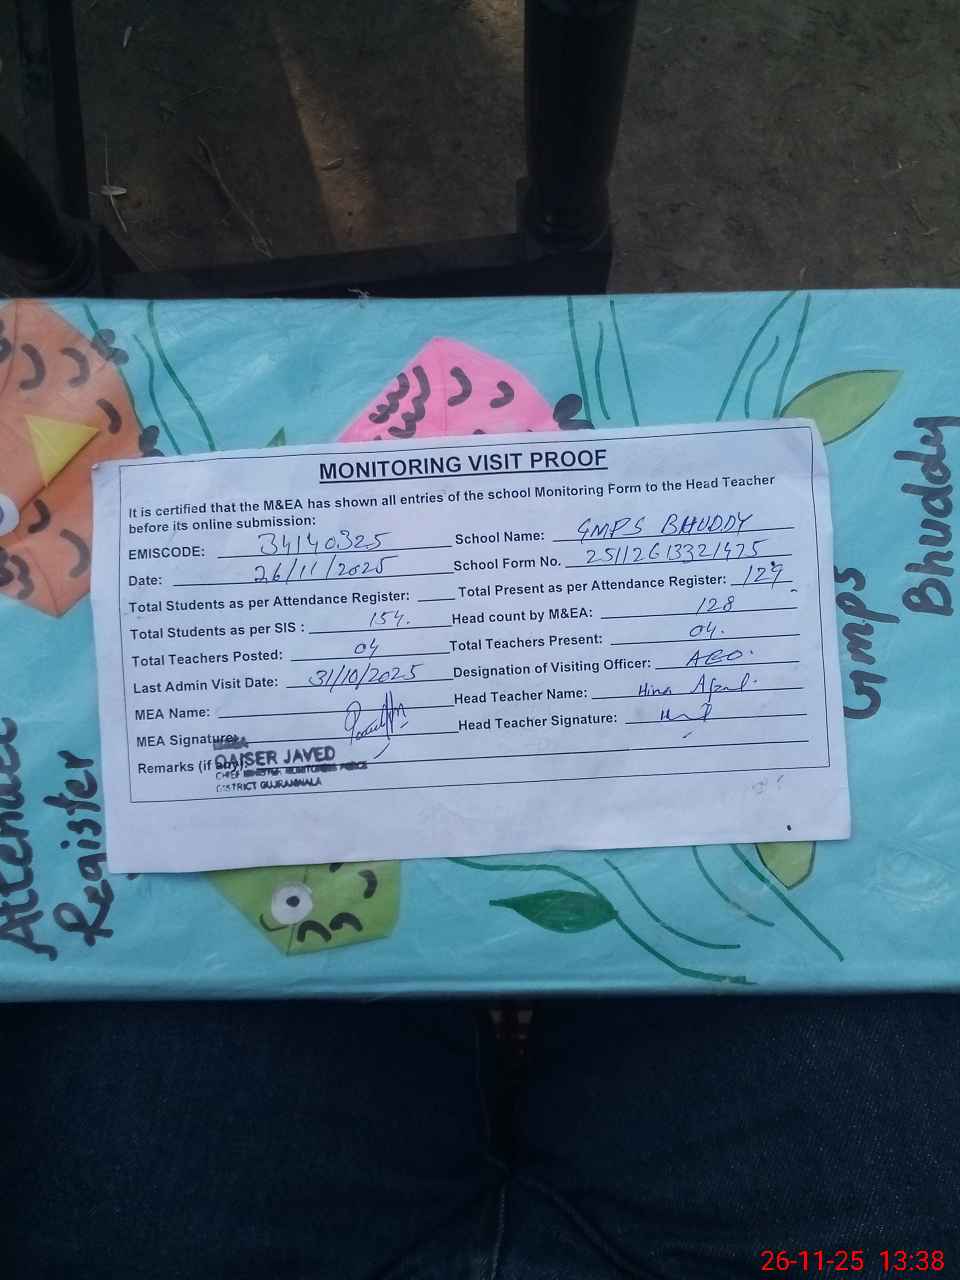 MONITORING VISIT PROOF
It is certified that the M&EA has shown all entries of the school Monitoring Form to the Head Teacher
before its online submission:
EMISCODE: 34140325 School Name: GMPS BHUDDY
Date: 26/11/2025 School Form No. 25112613321475
Total Students as per Attendance Register: Total Present as per Attendance Register: 129
Total Students as per SIS : 154. Head count by M&EA: 128
Total Teachers Posted: 04 Total Teachers Present: 04.
Last Admin Visit Date: 31/10/2025 Designation of Visiting Officer: AEO.
MEA Name: Head Teacher Name: Hina Afzal.
MEA Signature: Head Teacher Signature:
Remarks (if any):
QAISER JAVED
CHIEF MINISTER MONITORING FORCE
DISTRICT GUJRANWALA
Attendance
Register
GMPS
Bhuddy
26-11-25 13:38